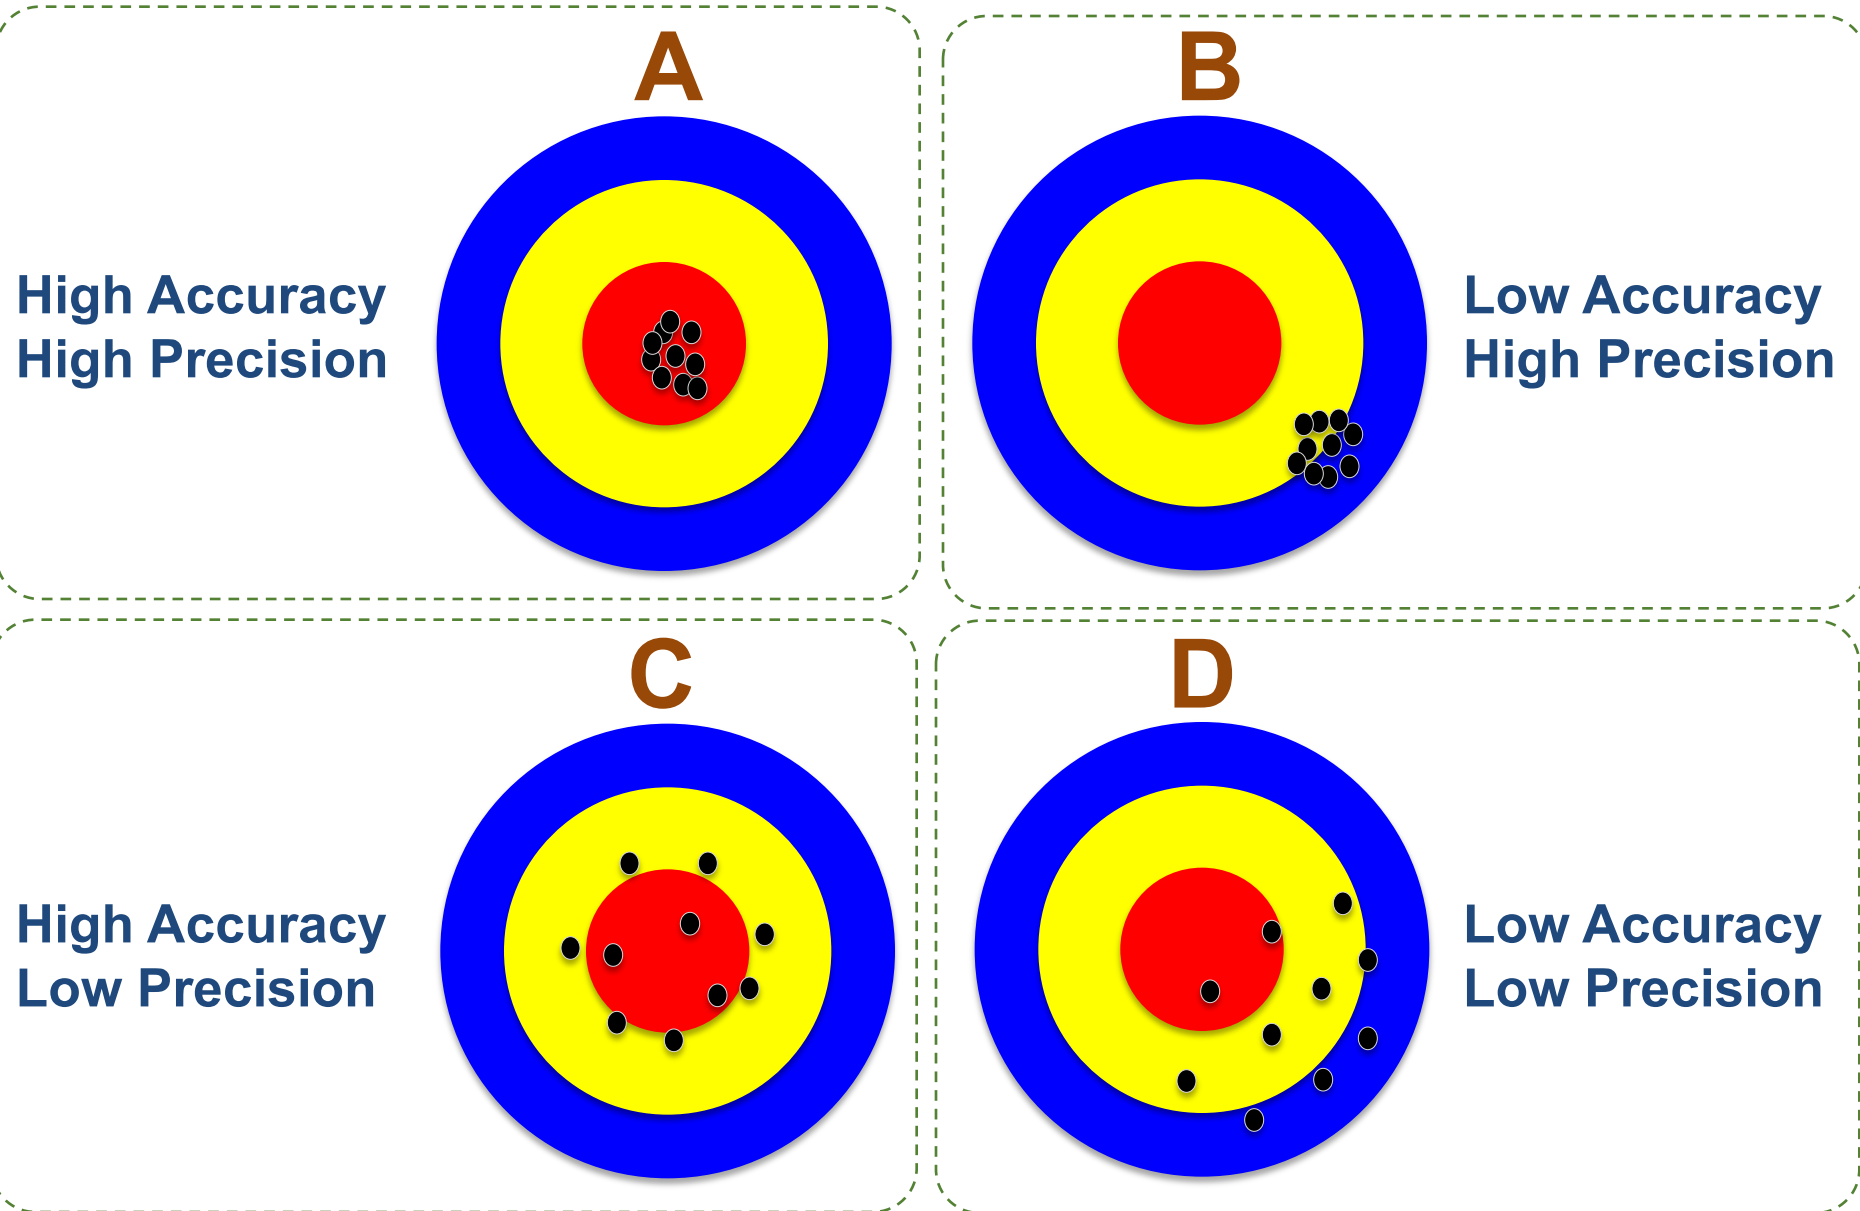 A
High Accuracy
High Precision
B
Low Accuracy
High Precision
C
High Accuracy
Low Precision
D
Low Accuracy
Low Precision